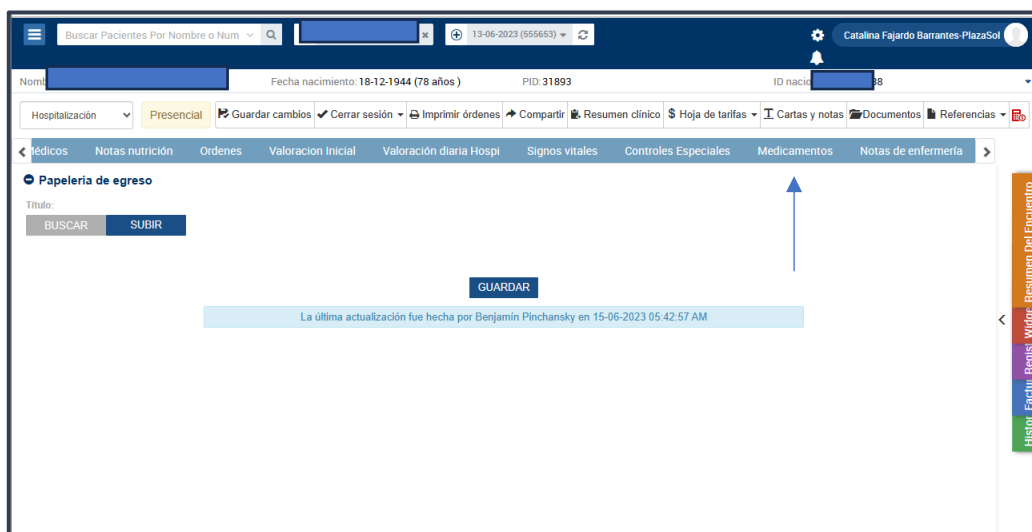 Buscar Pacientes Por Nombre o Num
13-06-2023 (555653)
Catalina Fajardo Barrantes-PlazaSol
Fecha nacimiento: 18-12-1944 (78 años )
PID: 31893
ID nacio
38
Hospitalización
Presencial
Guardar cambios
Cerrar sesión
Imprimir órdenes
Compartir
Resumen clínico
$ Hoja de tarifas
Cartas y notas
Documentos
Referencias
Notas nutrición
Ordenes
Valoracion Inicial
Valoración diaria Hospi
Signos vitales
Controles Especiales
Medicamentos
Notas de enfermería
Papeleria de egreso
Título:
BUSCAR
SUBIR
GUARDAR
La última actualización fue hecha por Benjamín Pinchansky en 15-06-2023 05:42:57 AM
Resumen Del Encuentro
Widge
Regist
Factur
Histor